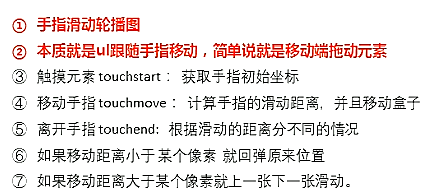 ① 手指滑动轮播图
② 本质就是ul跟随手指移动，简单说就是移动端拖动元素
③ 触摸元素 touchstart： 获取手指初始坐标
④ 移动手指 touchmove： 计算手指的滑动距离，并且移动盒子
⑤ 离开手指 touchend: 根据滑动的距离分不同的情况
⑥ 如果移动距离小于某个像素 就回弹原来位置
⑦ 如果移动距离大于某个像素就上一张下一张滑动。